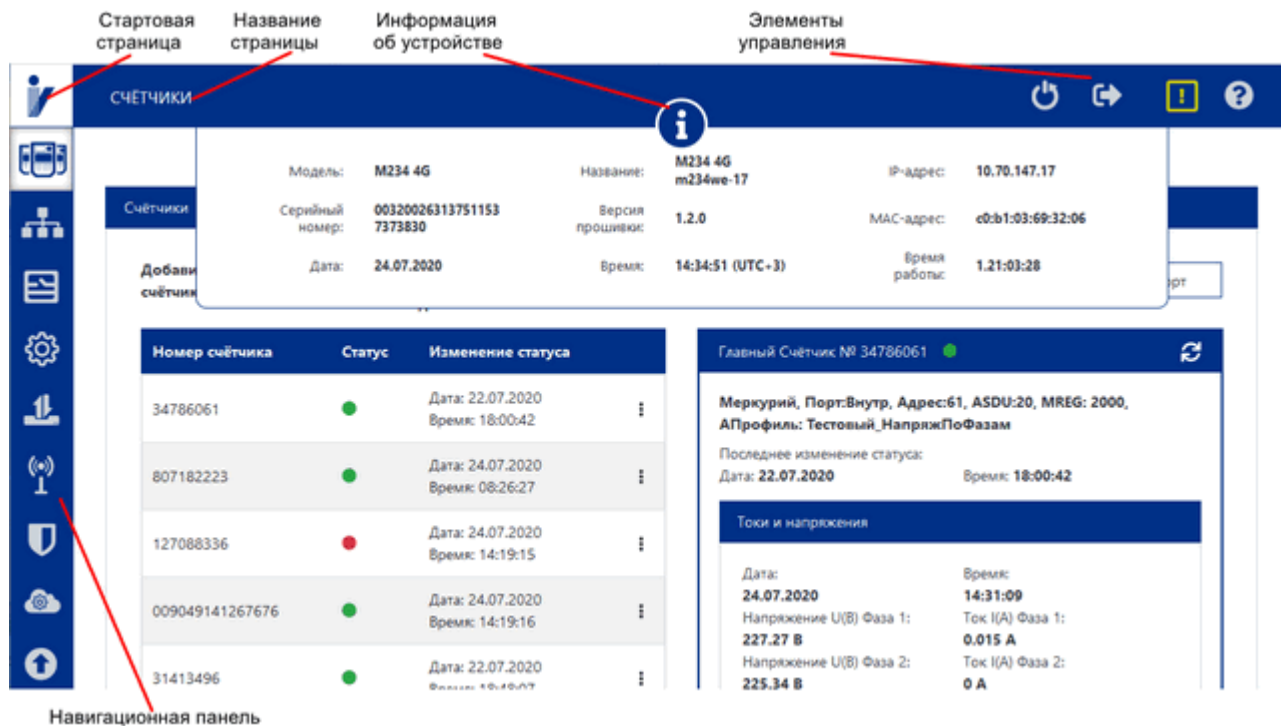 Стартовая страница
Название страницы
Информация об устройстве
Элементы управления
СЧЁТЧИКИ
Модель: M234 4G
Название: M234 4G m234we-17
IP-адрес: 10.70.147.17
Серийный номер: 00320026313751153 7373830
Версия прошивки: 1.2.0
MAC-адрес: c0:b1:03:69:32:06
Дата: 24.07.2020
Время: 14:34:51 (UTC+3)
Время работы: 1.21:03:28
Счётчики
Номер счётчика Статус Изменение статуса
34786061 Дата: 22.07.2020
Время: 18:00:42
807182223 Дата: 24.07.2020
Время: 08:26:27
127088336 Дата: 24.07.2020
Время: 14:19:15
009049141267676 Дата: 24.07.2020
Время: 14:19:16
31413496 Дата: 22.07.2020
Главный Счётчик № 34786061
Меркурий, Порт:Внутр, Адрес:61, ASDU:20, MREG: 2000,
АПрофиль: Тестовый_НапряжПоФазам
Последнее изменение статуса:
Дата: 22.07.2020 Время: 18:00:42
Токи и напряжения
Дата: Время:
24.07.2020 14:31:09
Напряжение U(В) Фаза 1: Ток I(А) Фаза 1:
227.27 В 0.015 А
Напряжение U(В) Фаза 2: Ток I(А) Фаза 2:
225.34 В 0 А
Навигационная панель